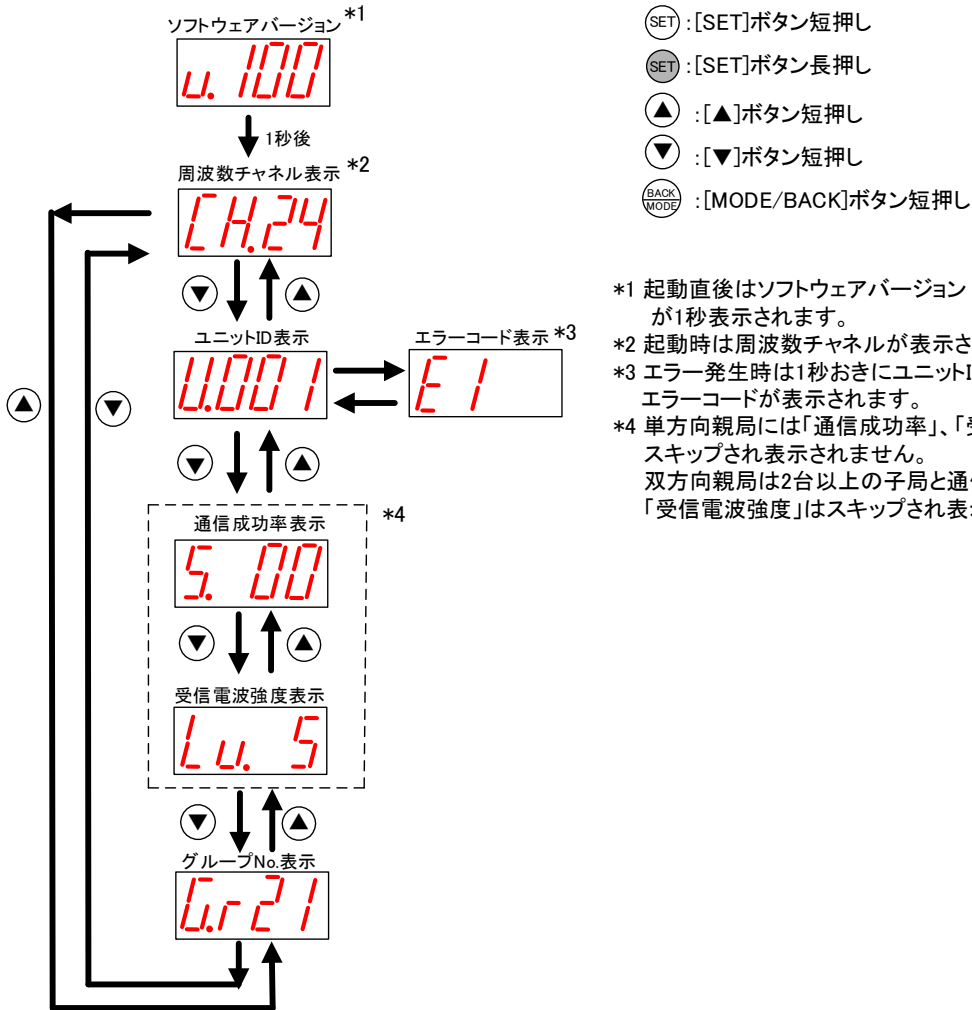 ソフトウェアバージョン *1
u. 100
1秒後
周波数チャネル表示 *2
CH.24
▼ ▲
ユニットID表示
U.001
エラーコード表示 *3
E 1
▲ ▼
▼ ▲
*4
通信成功率表示
S. 00
▼ ▲
受信電波強度表示
Lu. 5
▼ ▲
グループNo.表示
G.r21
SET :[SET]ボタン短押し
SET :[SET]ボタン長押し
▲ :[▲]ボタン短押し
▼ :[▼]ボタン短押し
BACK MODE :[MODE/BACK]ボタン短押し
*1 起動直後はソフトウェアバージョン
が1秒表示されます。
*2 起動時は周波数チャネルが表示さ
*3 エラー発生時は1秒おきにユニットI
エラーコードが表示されます。
*4 単方向親局には「通信成功率」、「
スキップされ表示されません。
双方向親局は2台以上の子局と通
「受信電波強度」はスキップされ表